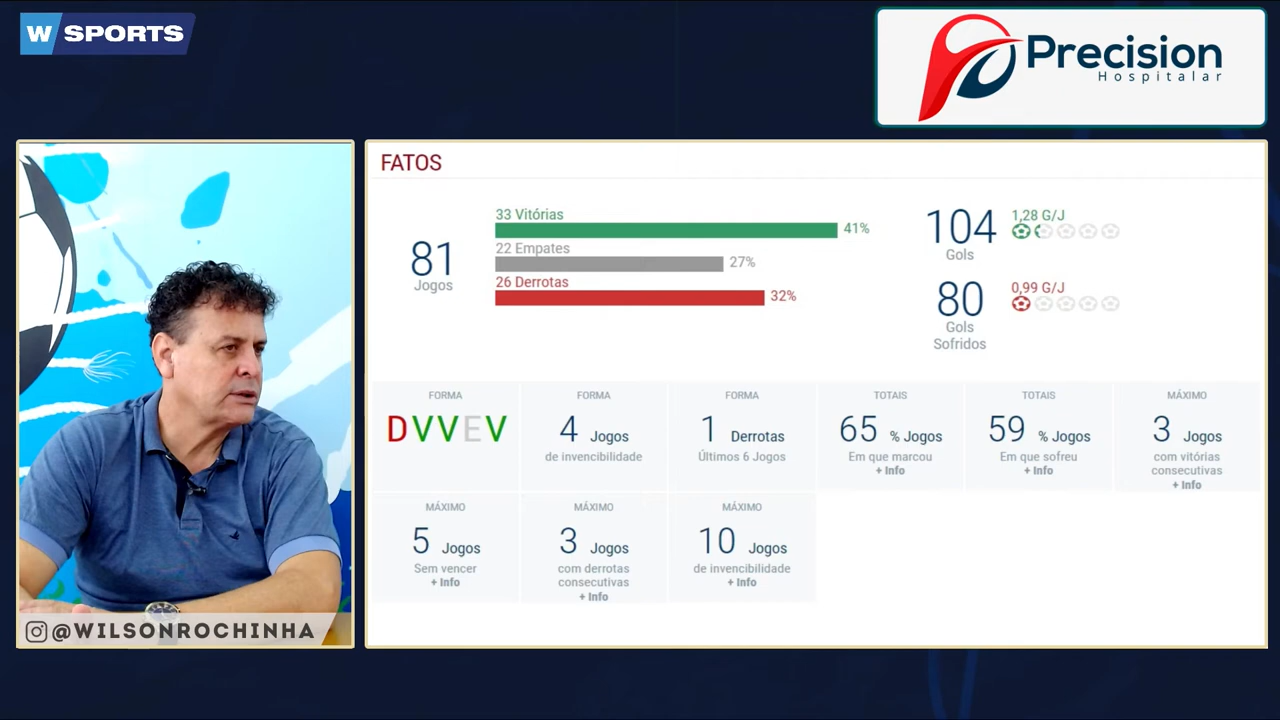 W SPORTS
Precision
Hospitalar
FATOS
81
Jogos
33 Vitórias
41%
22 Empates
27%
26 Derrotas
32%
104
Gols
1,28 G/J
80
Gols
Sofridos
0,99 G/J
FORMA
DVVEV
FORMA
4 Jogos
de invencibilidade
FORMA
1 Derrotas
Últimos 6 Jogos
TOTAIS
65 % Jogos
Em que marcou
+ Info
TOTAIS
59 % Jogos
Em que sofreu
+ Info
MÁXIMO
3 Jogos
com vitórias
consecutivas
+ Info
MÁXIMO
5 Jogos
Sem vencer
+ Info
MÁXIMO
3 Jogos
com derrotas
consecutivas
+ Info
MÁXIMO
10 Jogos
de invencibilidade
+ Info
@WILSONROCHINHA